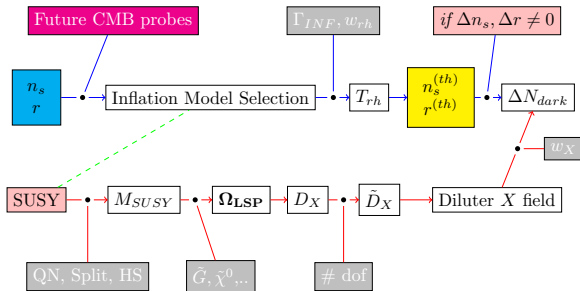 Future CMB probes
Γ_{INF}, w_{rh}
if Δn_s, Δr ≠ 0
n_s
r
Inflation Model Selection
T_{rh}
n_s^{(th)}
r^{(th)}
ΔN_{dark}
w_X
SUSY
M_{SUSY}
Ω_{LSP}
D_X
D̃_X
Diluter X field
QN, Split, HS
G̃, χ̃^0,..
# dof